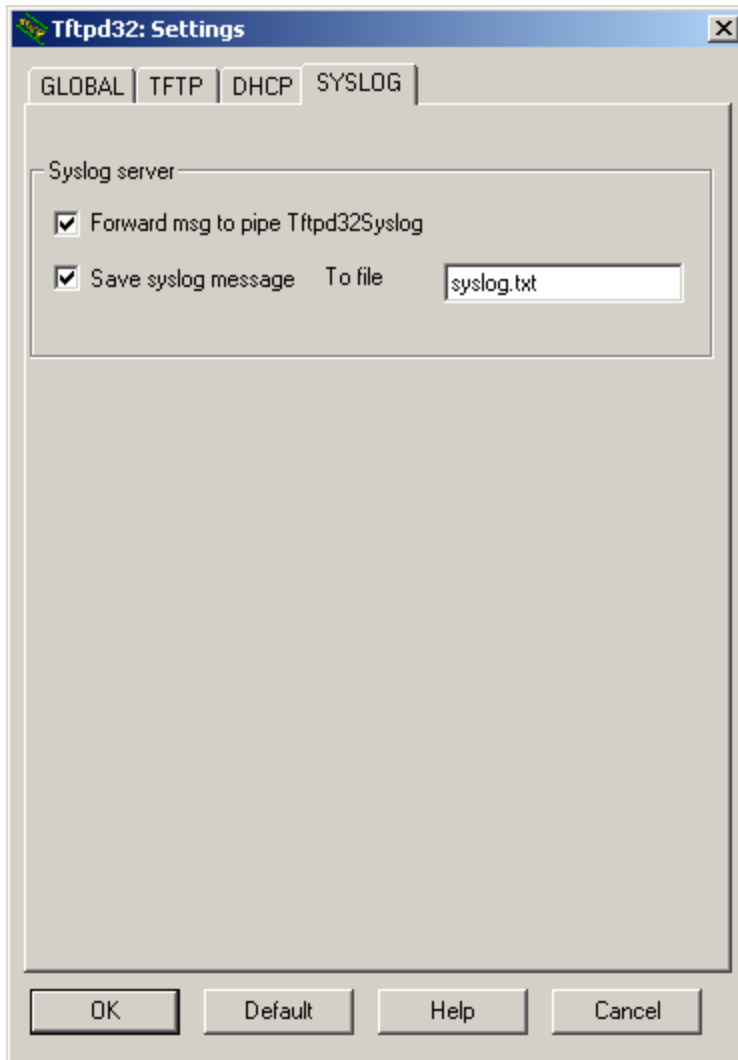 Tftpd32: Settings
GLOBAL TFTP DHCP SYSLOG
Syslog server
Forward msg to pipe Tftpd32Syslog
Save syslog message To file syslog.txt
OK Default Help Cancel